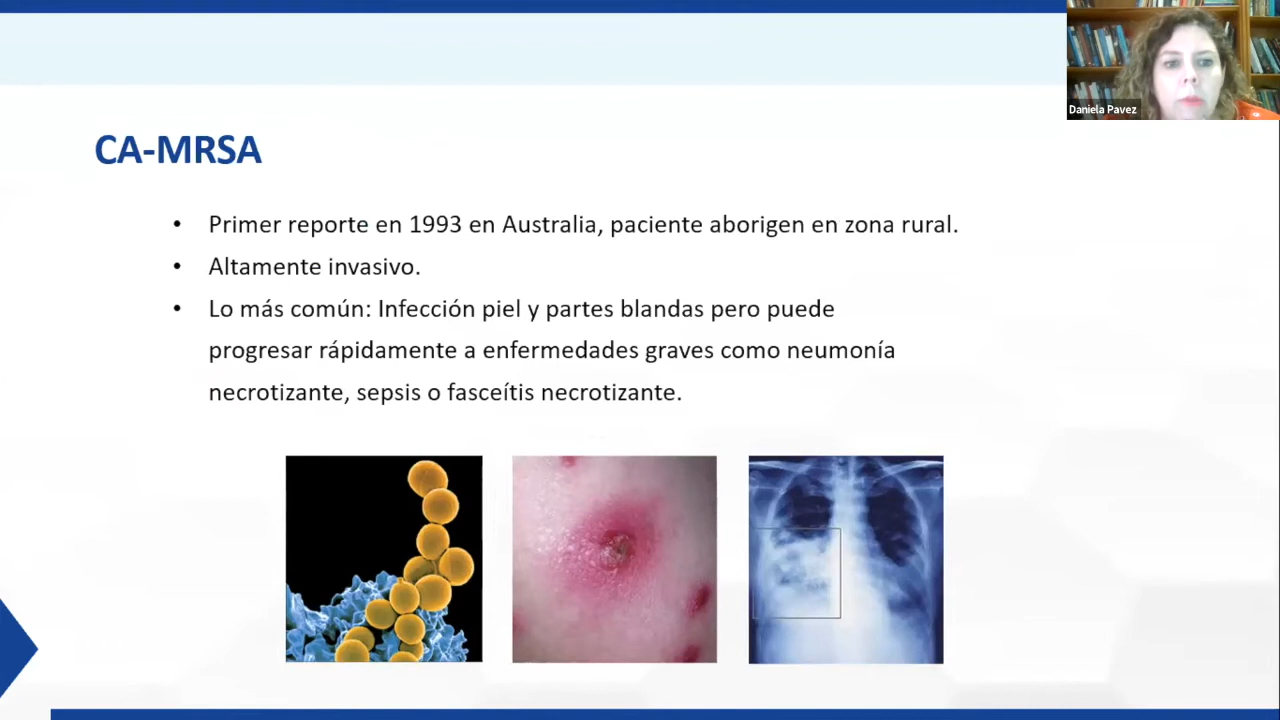 Daniela Pavez
CA-MRSA
• Primer reporte en 1993 en Australia, paciente aborigen en zona rural.
• Altamente invasivo.
• Lo más común: Infección piel y partes blandas pero puede
progresar rápidamente a enfermedades graves como neumonía
necrotizante, sepsis o fasceítis necrotizante.